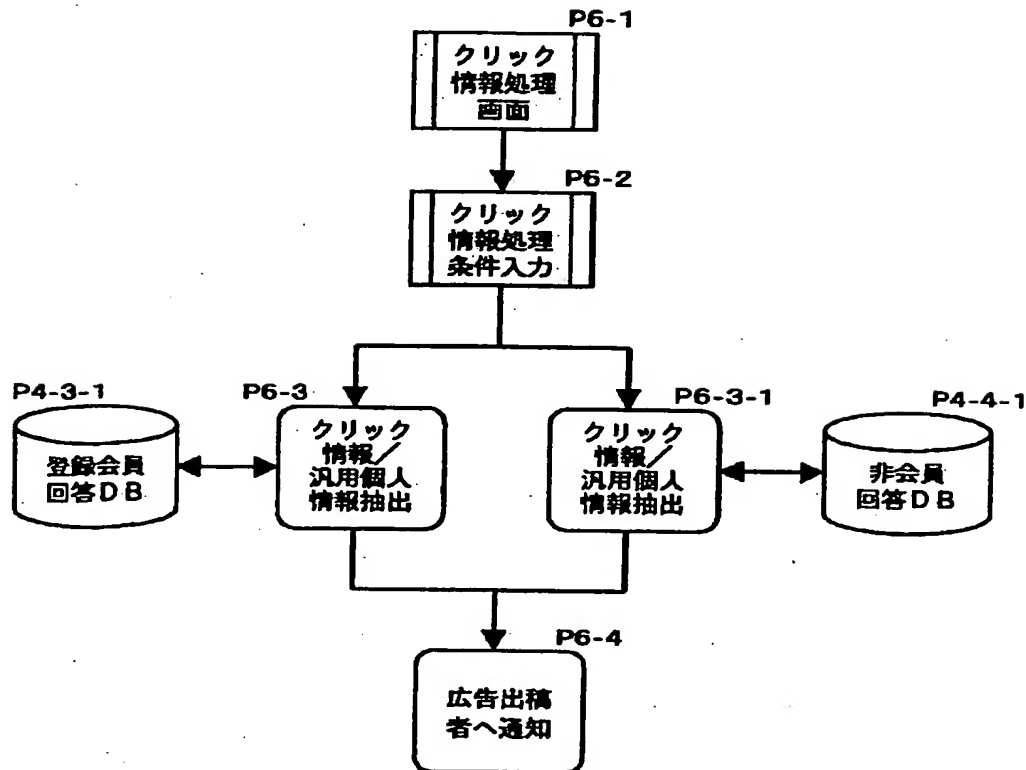 P6-1
クリック
情報処理
画面
P6-2
クリック
情報処理
条件入力
P4-3-1
登録会員
回答DB
P6-3
クリック
情報/
汎用個人
情報抽出
P6-3-1
クリック
情報/
汎用個人
情報抽出
P4-4-1
非会員
回答DB
P6-4
広告出稿
者へ通知